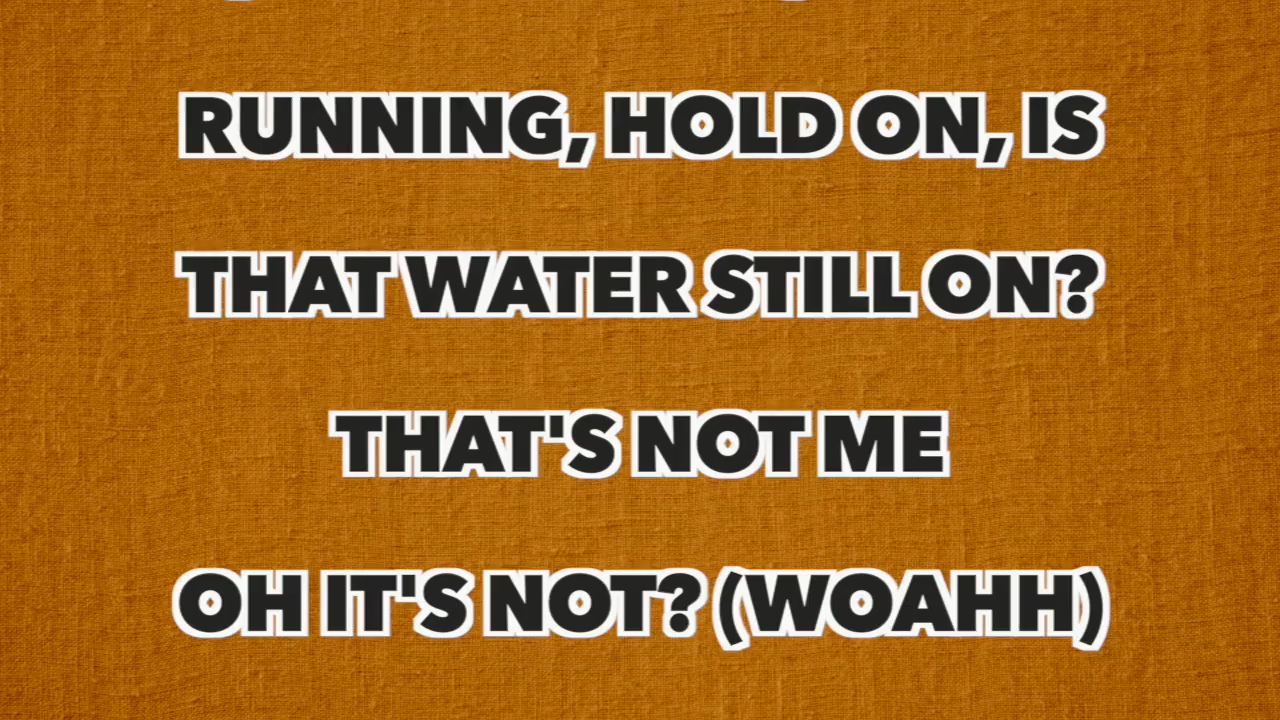 RUNNING, HOLD ON, IS
THAT WATER STILL ON?
THAT'S NOT ME
OH IT'S NOT? (WOAHH)